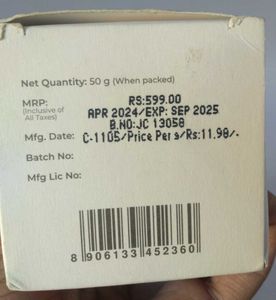 Net Quantity: 50 g (When packed)
MRP: RS:599.00
(Inclusive of All Taxes) APR 2024/EXP: SEP 2025
B.NO:JC 13058
Mfg. Date: C-1105/Price Per g/Rs:11.98/-
Batch No:
Mfg Lic No:
8 906133 452360